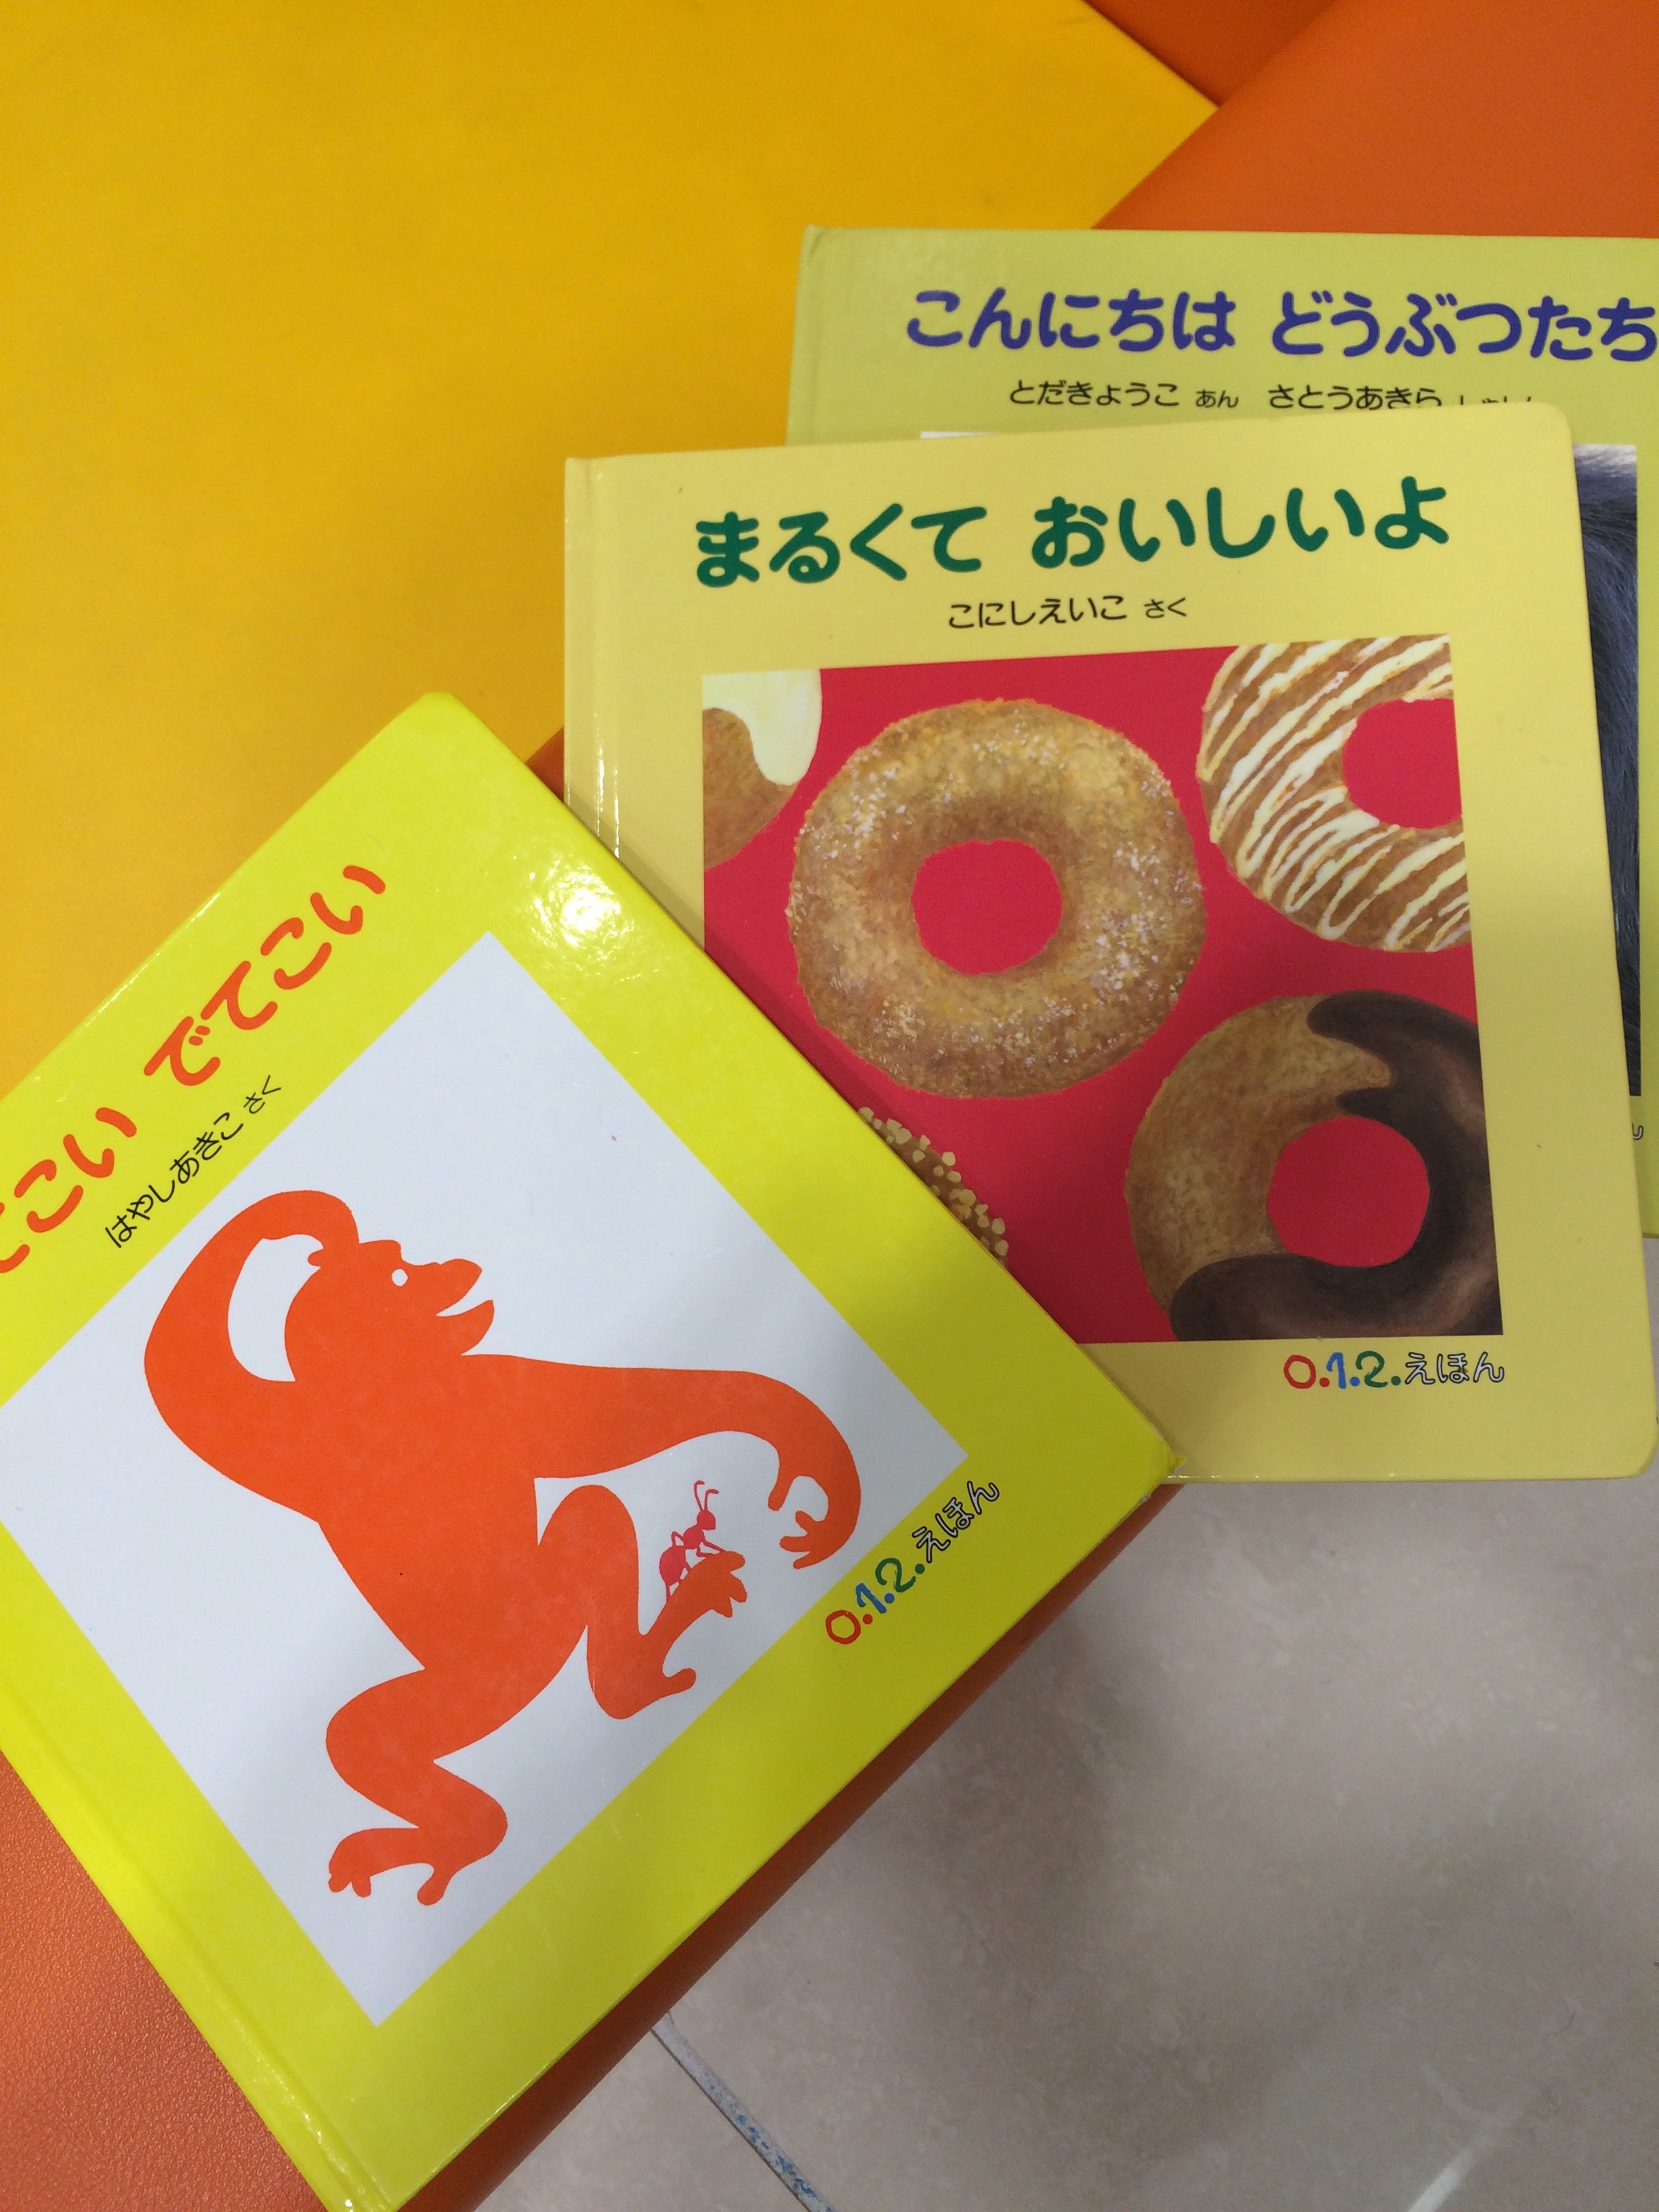 こんにちは どうぶつたち
とだきょうこ あん さとうあきら
まるくて おいしいよ
こにしえいこ さく
0.1.2.えほん
こい でてこい
はやしあきこ さく
0.1.2.えほん